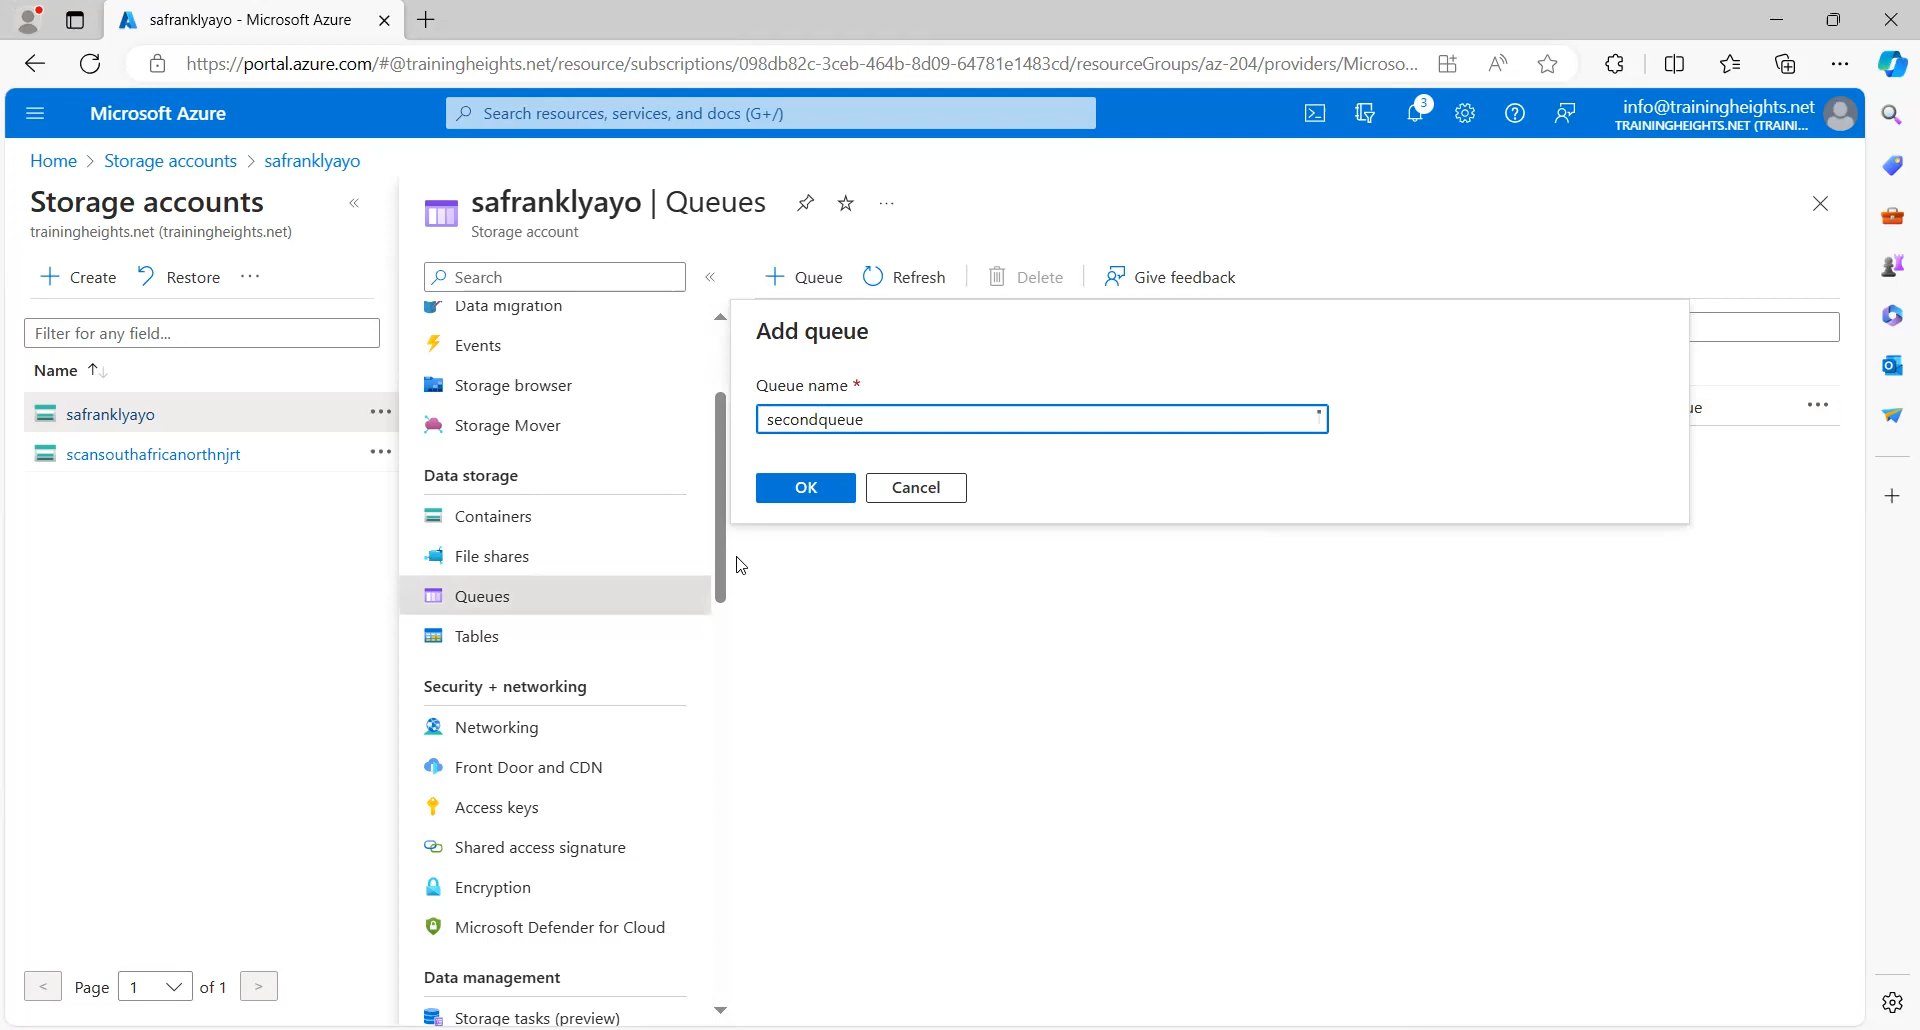 safranklyayo - Microsoft Azure
https://portal.azure.com/#@trainingheights.net/resource/subscriptions/098db82c-3ceb-464b-8d09-64781e1483cd/resourceGroups/az-204/providers/Microso...
Microsoft Azure
Search resources, services, and docs (G+/)
3
info@trainingheights.net
TRAININGHEIGHTS.NET (TRAINI...
Home > Storage accounts > safranklyayo
Storage accounts
trainingheights.net (trainingheights.net)
Create
Restore
Filter for any field...
Name
safranklyayo
scansouthafricanorthnjrt
< Page 1 of 1 >
safranklyayo | Queues
Storage account
Search
Data migration
Events
Storage browser
Storage Mover
Data storage
Containers
File shares
Queues
Tables
Security + networking
Networking
Front Door and CDN
Access keys
Shared access signature
Encryption
Microsoft Defender for Cloud
Data management
Storage tasks (preview)
Queue
Refresh
Delete
Give feedback
Add queue
Queue name *
secondqueue
OK
Cancel